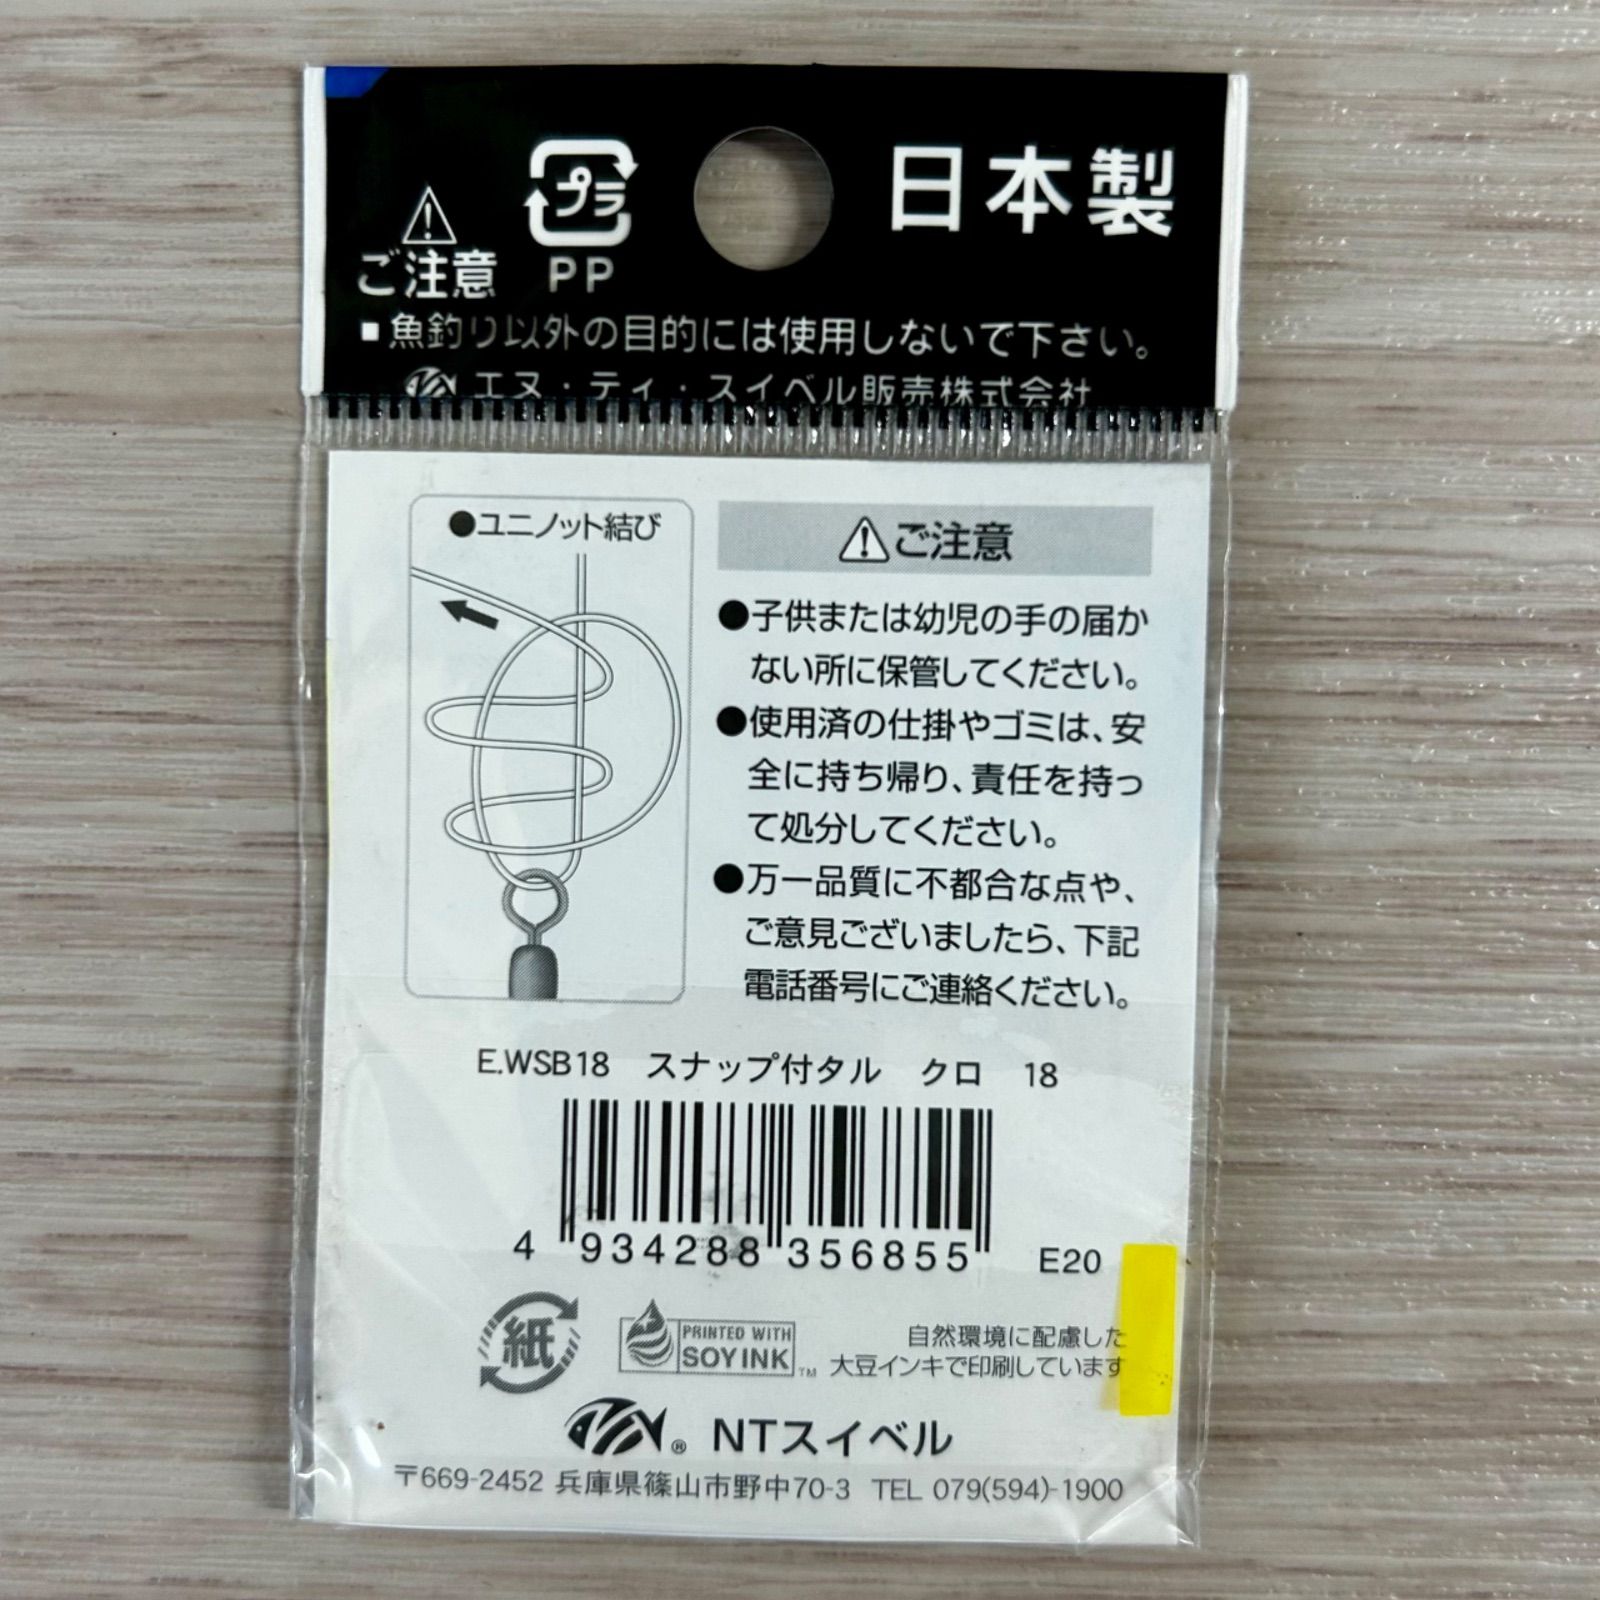 日本製
プラ
PP
ご注意
■魚釣り以外の目的には使用しないで下さい。
エヌ・ティ・スイベル販売株式会社
●ユニノット結び
ご注意
●子供または幼児の手の届か
ない所に保管してください。
●使用済の仕掛やゴミは、安
全に持ち帰り、責任を持っ
て処分してください。
●万一品質に不都合な点や、
ご意見ございましたら、下記
電話番号にご連絡ください。
E.WSB18 スナップ付タル クロ 18
4 934288 356855 E20
紙
PRINTED WITH
SOY INK™
自然環境に配慮した
大豆インキで印刷しています
® NTスイベル
〒669-2452 兵庫県篠山市野中70-3 TEL 079(594)-1900